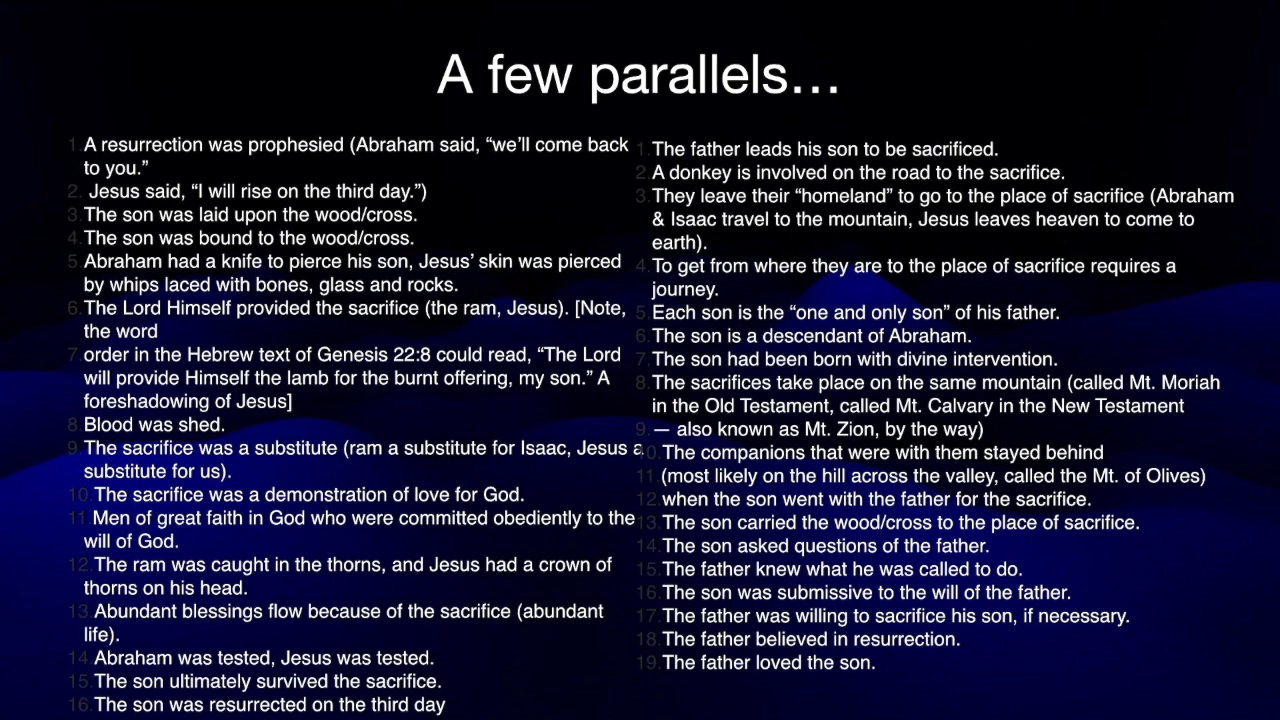 A few parallels…
1. A resurrection was prophesied (Abraham said, “we’ll come back
to you.”
2. Jesus said, “I will rise on the third day.”)
3. The son was laid upon the wood/cross.
4. The son was bound to the wood/cross.
5. Abraham had a knife to pierce his son, Jesus’ skin was pierced
by whips laced with bones, glass and rocks.
6. The Lord Himself provided the sacrifice (the ram, Jesus). [Note,
the word
7. order in the Hebrew text of Genesis 22:8 could read, “The Lord
will provide Himself the lamb for the burnt offering, my son.” A
foreshadowing of Jesus]
8. Blood was shed.
9. The sacrifice was a substitute (ram a substitute for Isaac, Jesus a
substitute for us).
10. The sacrifice was a demonstration of love for God.
11. Men of great faith in God who were committed obediently to the
will of God.
12. The ram was caught in the thorns, and Jesus had a crown of
thorns on his head.
13. Abundant blessings flow because of the sacrifice (abundant
life).
14. Abraham was tested, Jesus was tested.
15. The son ultimately survived the sacrifice.
16. The son was resurrected on the third day
1. The father leads his son to be sacrificed.
2. A donkey is involved on the road to the sacrifice.
3. They leave their “homeland” to go to the place of sacrifice (Abraham
& Isaac travel to the mountain, Jesus leaves heaven to come to
earth).
4. To get from where they are to the place of sacrifice requires a
journey.
5. Each son is the “one and only son” of his father.
6. The son is a descendant of Abraham.
7. The son had been born with divine intervention.
8. The sacrifices take place on the same mountain (called Mt. Moriah
in the Old Testament, called Mt. Calvary in the New Testament
9. — also known as Mt. Zion, by the way)
10. The companions that were with them stayed behind
11. (most likely on the hill across the valley, called the Mt. of Olives)
12. when the son went with the father for the sacrifice.
13. The son carried the wood/cross to the place of sacrifice.
14. The son asked questions of the father.
15. The father knew what he was called to do.
16. The son was submissive to the will of the father.
17. The father was willing to sacrifice his son, if necessary.
18. The father believed in resurrection.
19. The father loved the son.